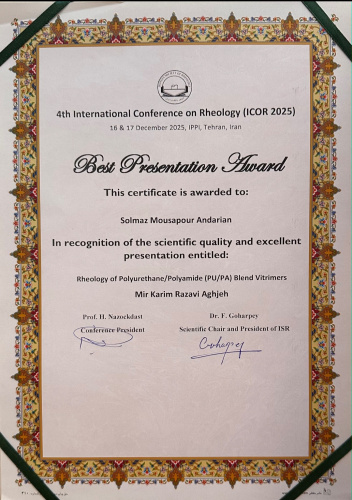 4th International Conference on Rheology (ICOR 2025)
16 & 17 December 2025, IPPI, Tehran, Iran
Best Presentation Award
This certificate is awarded to:
Solmaz Mousapour Andarian
In recognition of the scientific quality and excellent
presentation entitled:
Rheology of Polyurethane/Polyamide (PU/PA) Blend Vitrimers
Mir Karim Razavi Aghjeh
Prof. H. Nazockdast
Conference President
Dr. F. Goharpey
Scientific Chair and President of ISR